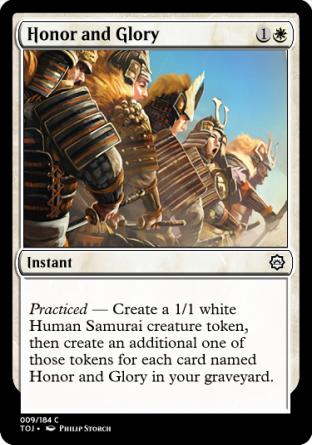 Honor and Glory 1
Instant
Practiced — Create a 1/1 white
Human Samurai creature token,
then create an additional one of
those tokens for each card named
Honor and Glory in your graveyard.
009/184 C
TOJ • Philip Storch